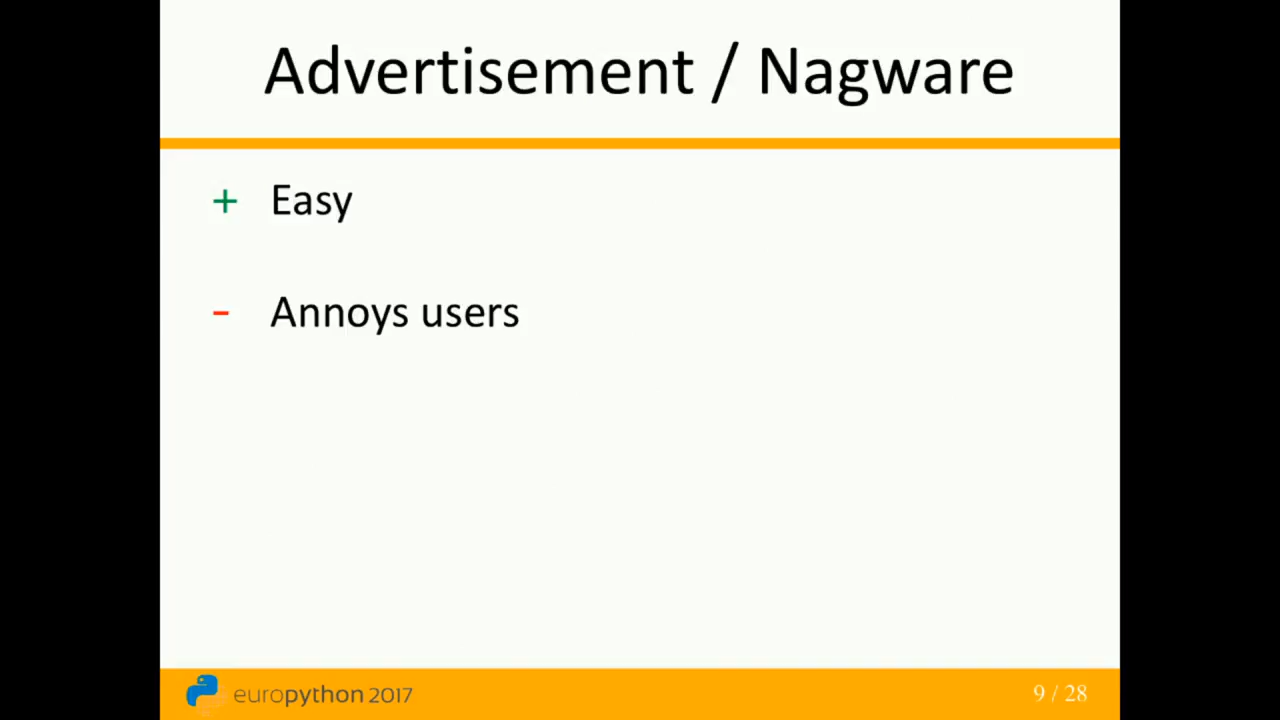 Advertisement / Nagware
+ Easy
- Annoys users
europython 2017
9 / 28